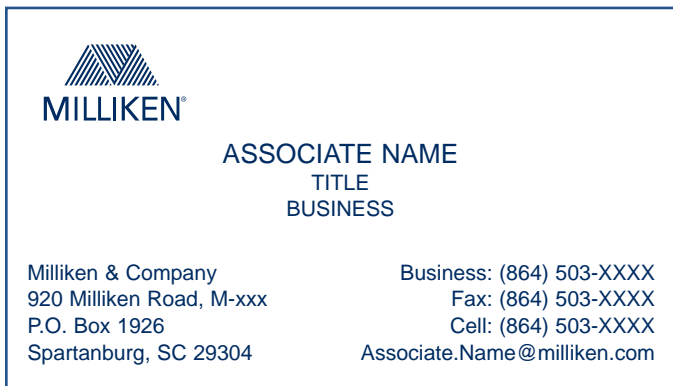 MILLIKEN®
ASSOCIATE NAME
TITLE
BUSINESS
Milliken & Company
920 Milliken Road, M-xxx
P.O. Box 1926
Spartanburg, SC 29304
Business: (864) 503-XXXX
Fax: (864) 503-XXXX
Cell: (864) 503-XXXX
Associate.Name@milliken.com